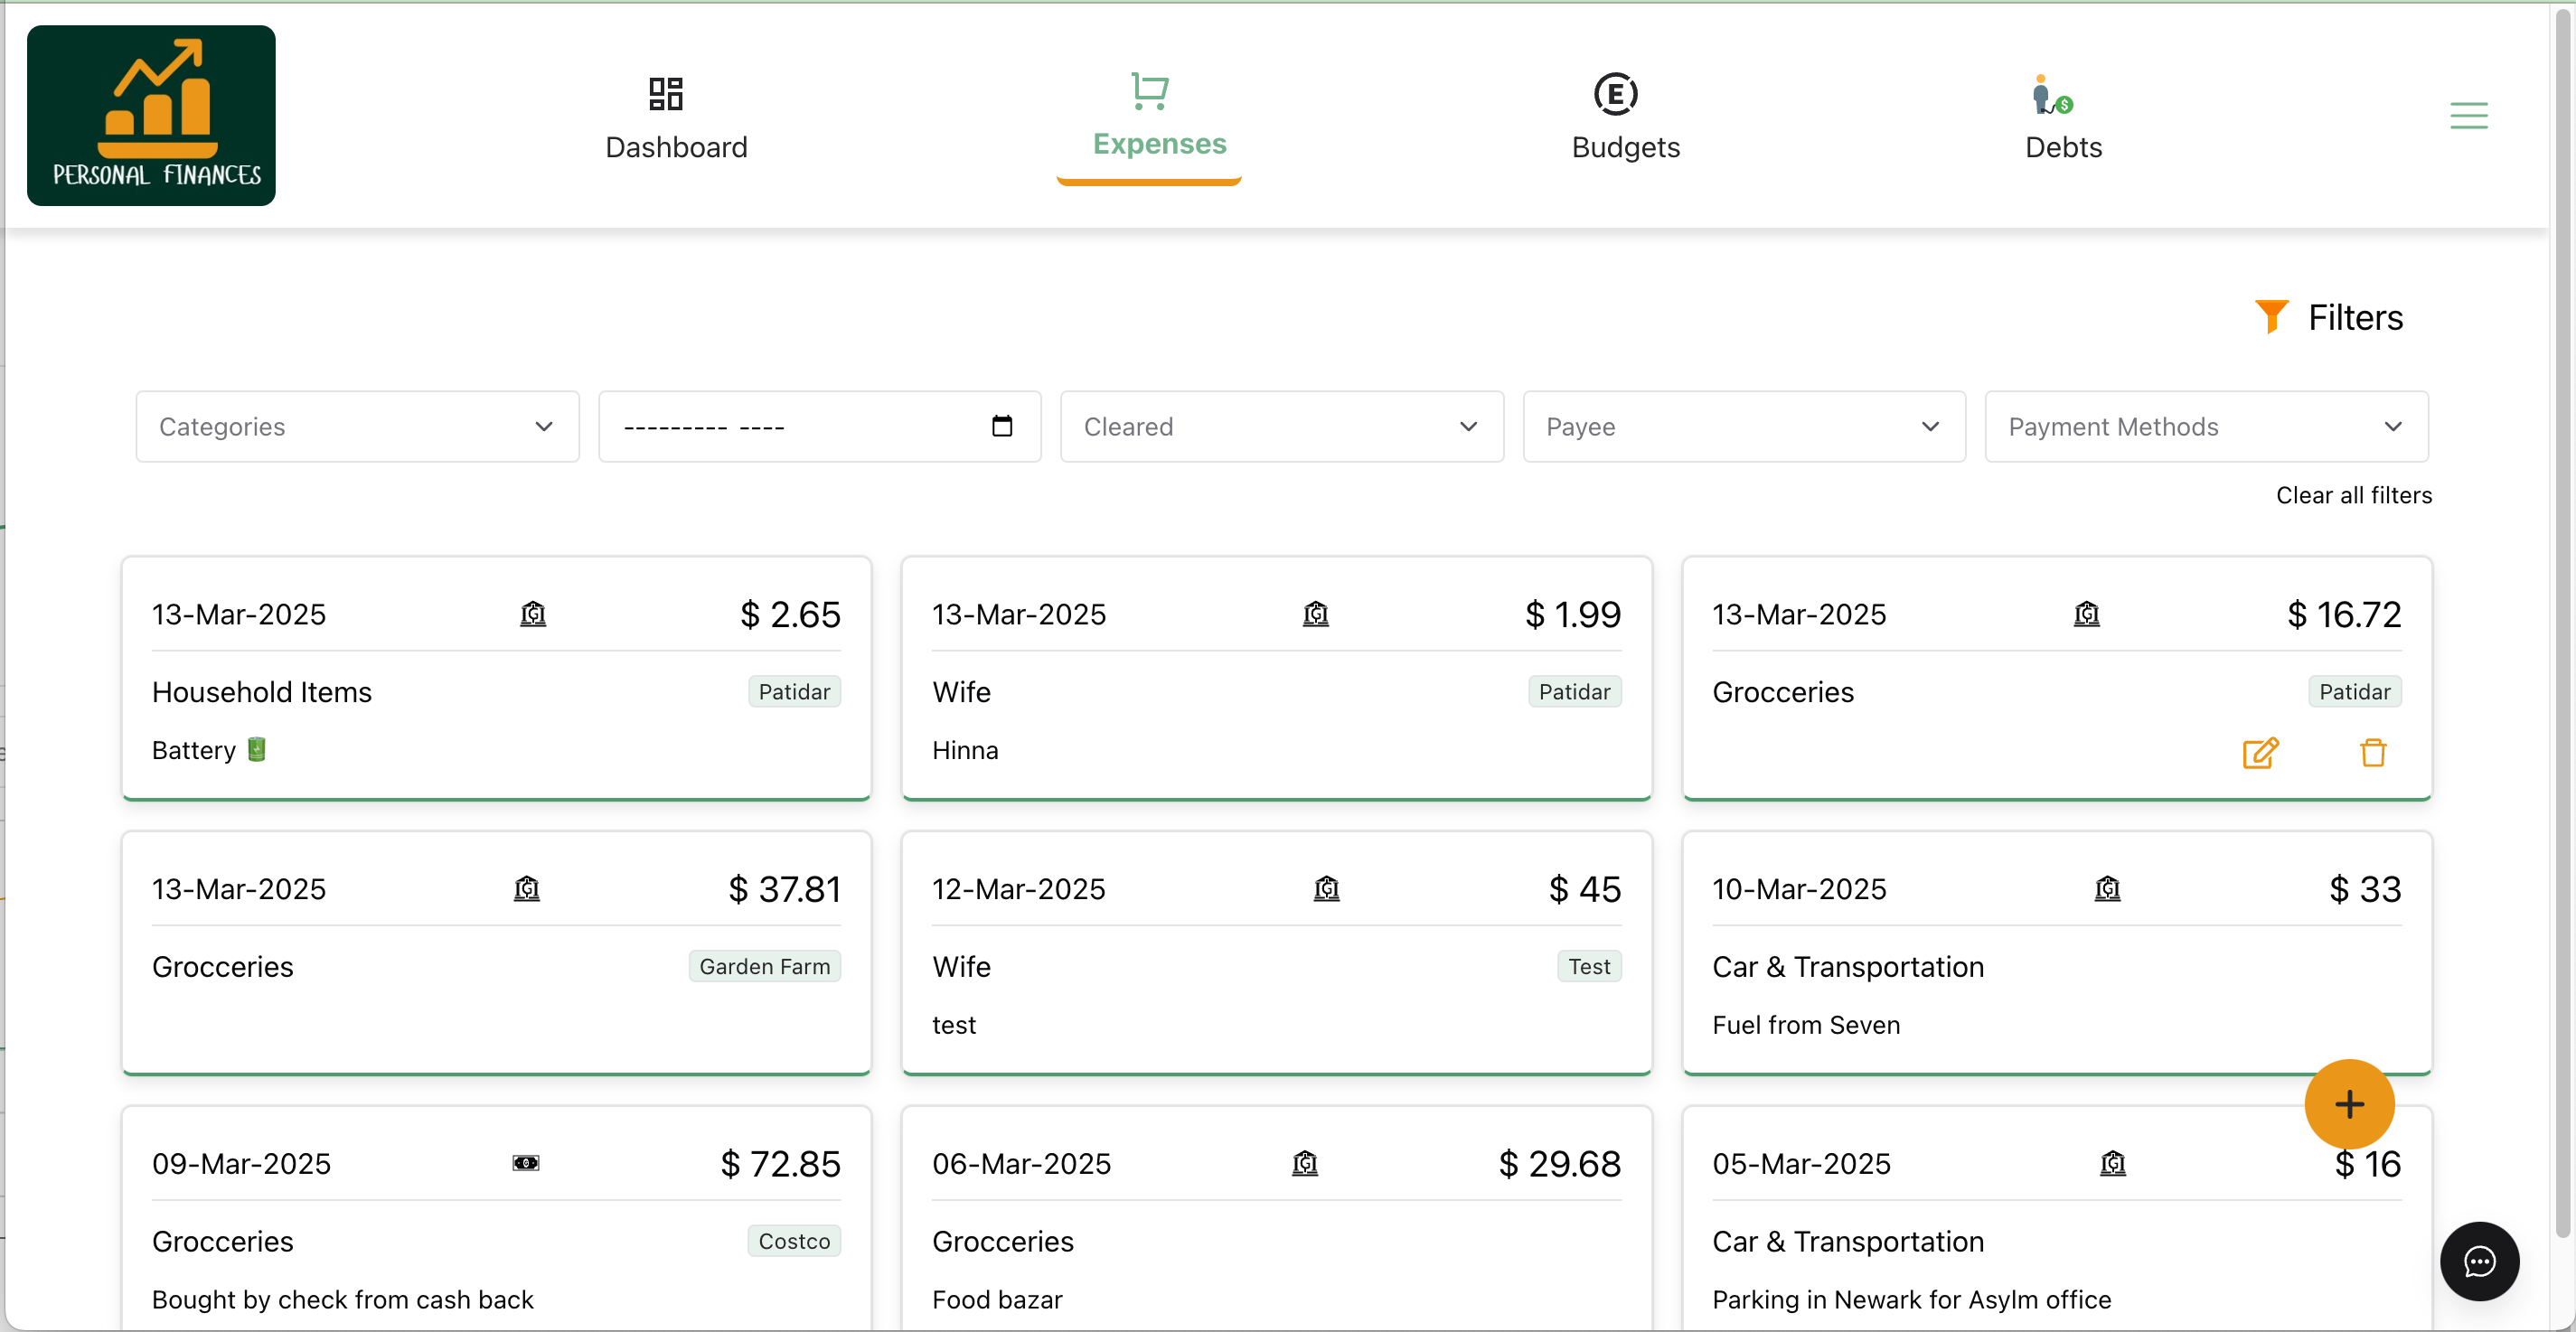 PERSONAL FINANCES
Dashboard
Expenses
Budgets
Debts
Filters
Categories
--------- ----
Cleared
Payee
Payment Methods
Clear all filters
13-Mar-2025 $ 2.65
Household Items Patidar
Battery 🔋
13-Mar-2025 $ 1.99
Wife Patidar
Hinna
13-Mar-2025 $ 16.72
Grocceries Patidar
13-Mar-2025 $ 37.81
Grocceries Garden Farm
12-Mar-2025 $ 45
Wife Test
test
10-Mar-2025 $ 33
Car & Transportation
Fuel from Seven
09-Mar-2025 $ 72.85
Grocceries Costco
Bought by check from cash back
06-Mar-2025 $ 29.68
Grocceries
Food bazar
05-Mar-2025 $ 16
Car & Transportation
Parking in Newark for Asylm office